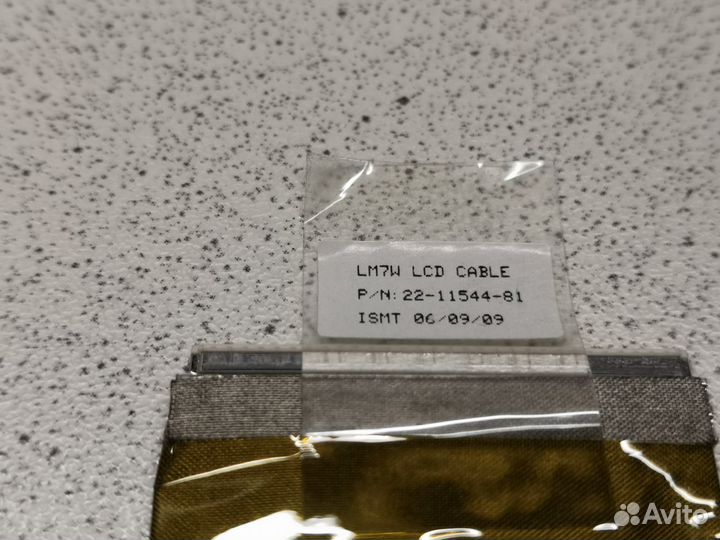 LM7W LCD CABLE
P/N: 22-11544-81
ISMT 06/09/09
Avito